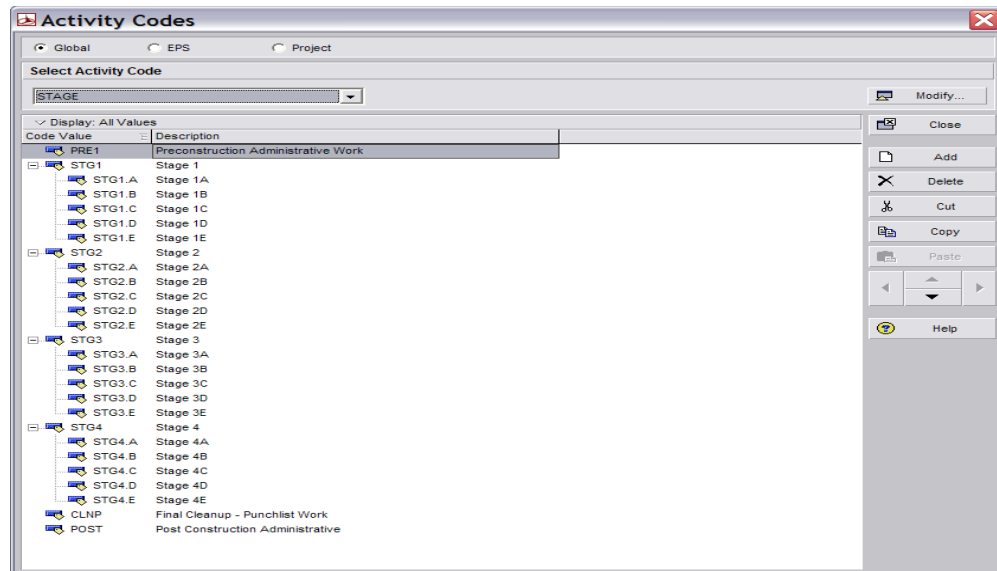 Activity Codes
Global EPS Project
Select Activity Code
STAGE
Modify...
Display: All Values
Close
Code Value Description
PRE1 Preconstruction Administrative Work
Add
STG1 Stage 1
STG1.A Stage 1A
Delete
STG1.B Stage 1B
STG1.C Stage 1C
Cut
STG1.D Stage 1D
Copy
STG1.E Stage 1E
STG2 Stage 2
Paste
STG2.A Stage 2A
STG2.B Stage 2B
STG2.C Stage 2C
STG2.D Stage 2D
STG2.E Stage 2E
Help
STG3 Stage 3
STG3.A Stage 3A
STG3.B Stage 3B
STG3.C Stage 3C
STG3.D Stage 3D
STG3.E Stage 3E
STG4 Stage 4
STG4.A Stage 4A
STG4.B Stage 4B
STG4.C Stage 4C
STG4.D Stage 4D
STG4.E Stage 4E
CLNP Final Cleanup - Punchlist Work
POST Post Construction Administrative